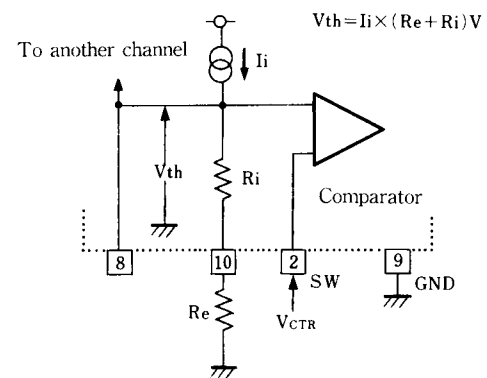 Vth=Ii×(Re+Ri)V
To another channel
Ii
Vth
Ri
Comparator
8
10
2
9
SW
GND
Re
VCTR